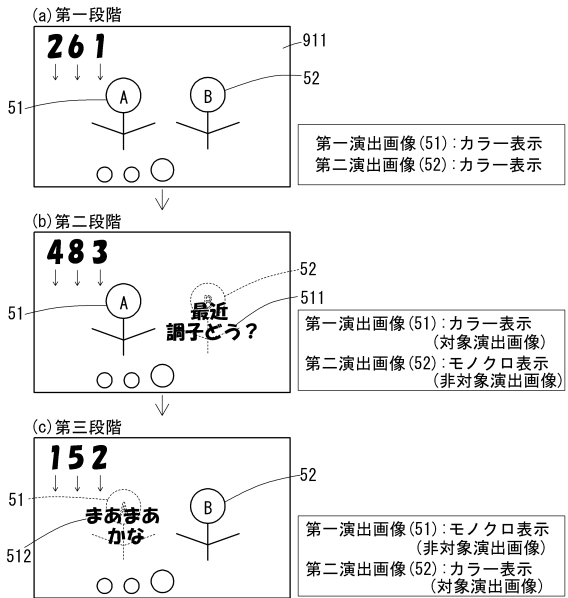 (a)第一段階
261
911
51
A
B
52
第一演出画像(51):カラー表示
第二演出画像(52):カラー表示
(b)第二段階
483
51
A
52
最近
調子どう？
511
第一演出画像(51):カラー表示
(対象演出画像)
第二演出画像(52):モノクロ表示
(非対象演出画像)
(c)第三段階
152
51
まあまあ
かな
512
B
52
第一演出画像(51):モノクロ表示
(非対象演出画像)
第二演出画像(52):カラー表示
(対象演出画像)